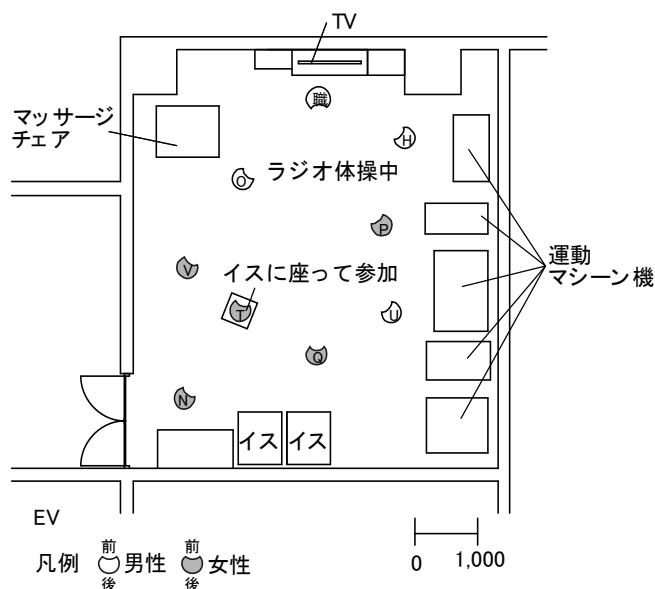 TV
職
マッサージ
チェア
H
O
ラジオ体操中
P
V
運動
マシーン機
イスに座って参加
T
U
Q
N
イス
イス
EV
凡例
前
後
男性
前
後
女性
0
1,000